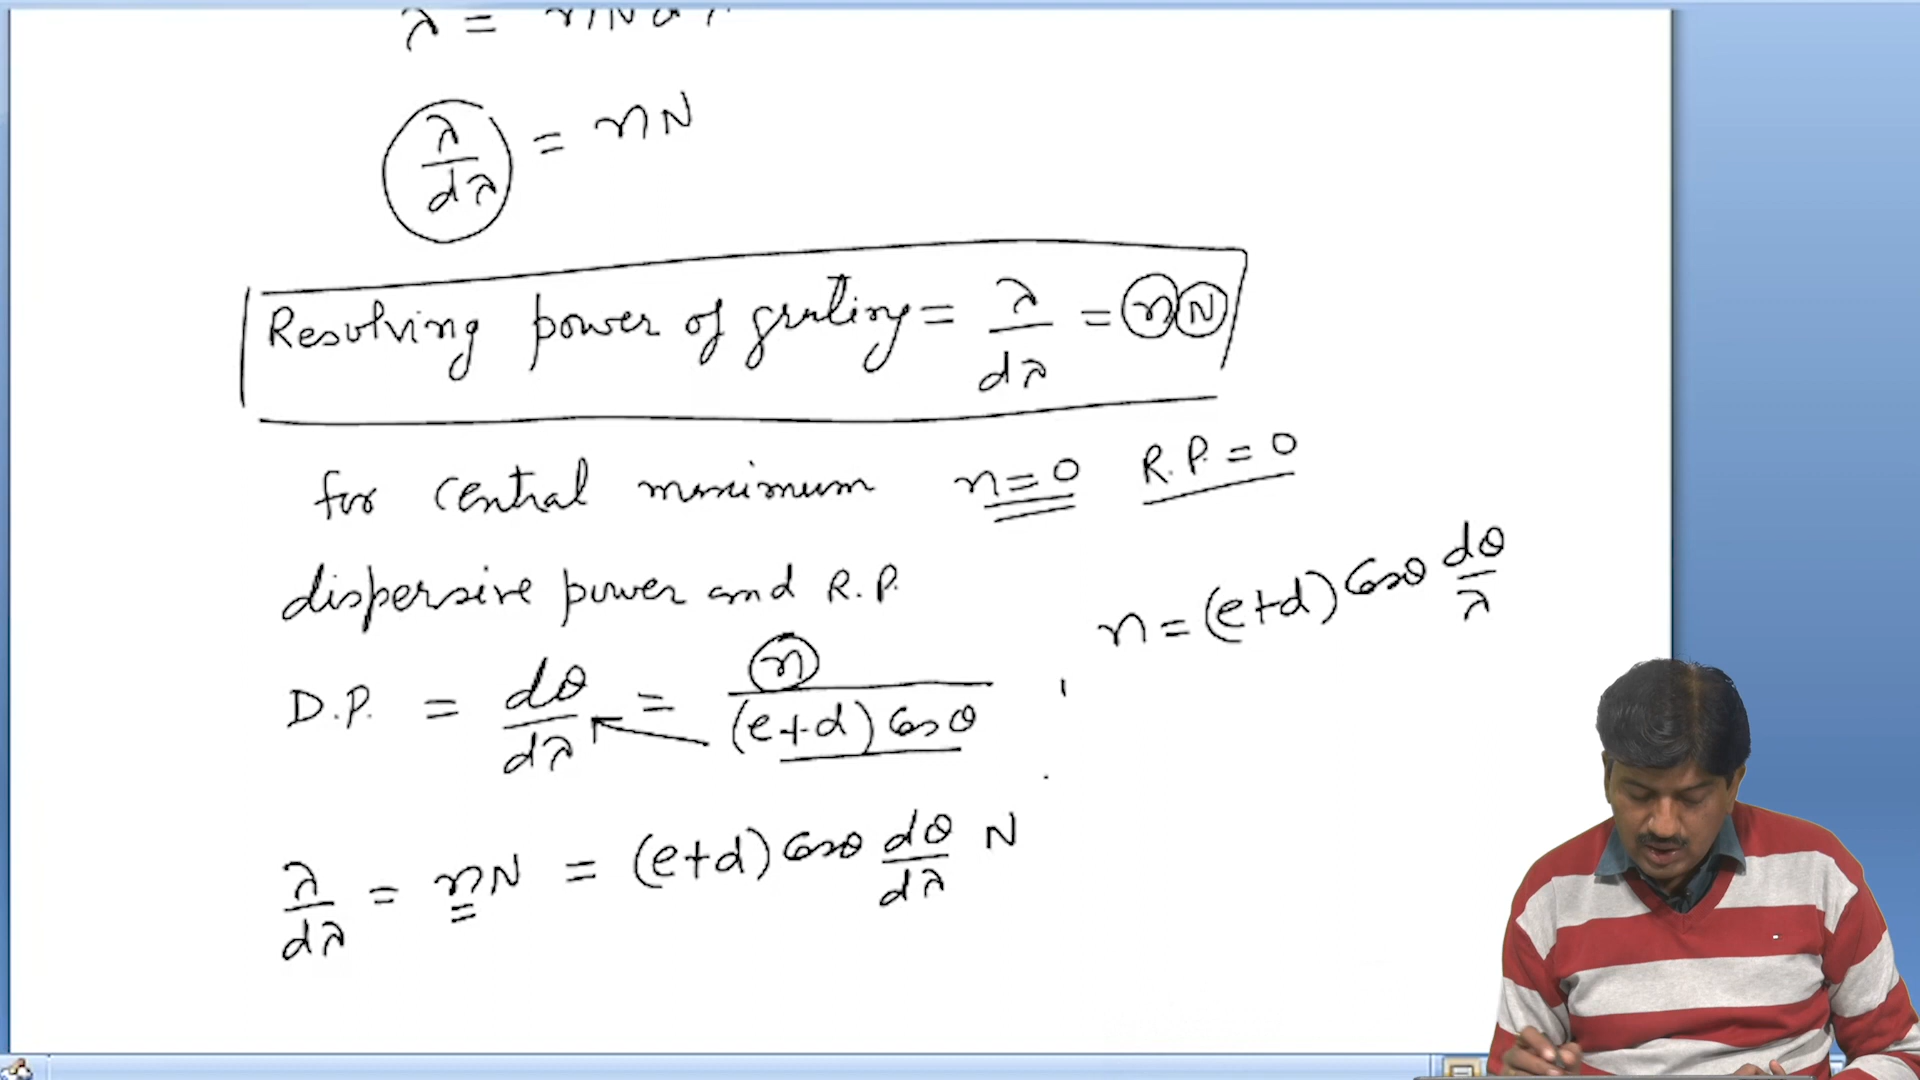 λ = nNdλ
λ/dλ = nN
Resolving power of grating = λ/dλ = nN
for central maximum n=0 R.P. = 0
dispersive power and R.P.
n = (e+d) Cosθ dθ/λ
D.P. = dθ/dλ = n/(e+d) Cosθ ,
λ/dλ = nN = (e+d) Cosθ dθ/dλ N